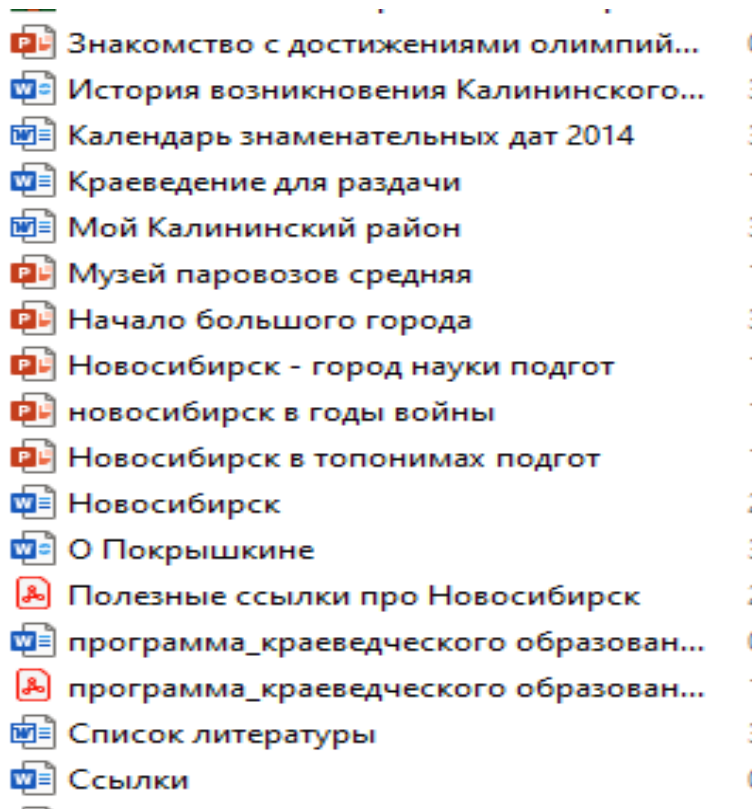 Знакомство с достижениями олимпий...
История возникновения Калининского...
Календарь знаменательных дат 2014
Краеведение для раздачи
Мой Калининский район
Музей паровозов средняя
Начало большого города
Новосибирск - город науки подгот
новосибирск в годы войны
Новосибирск в топонимах подгот
Новосибирск
О Покрышкине
Полезные ссылки про Новосибирск
программа_краеведческого образован...
программа_краеведческого образован...
Список литературы
Ссылки